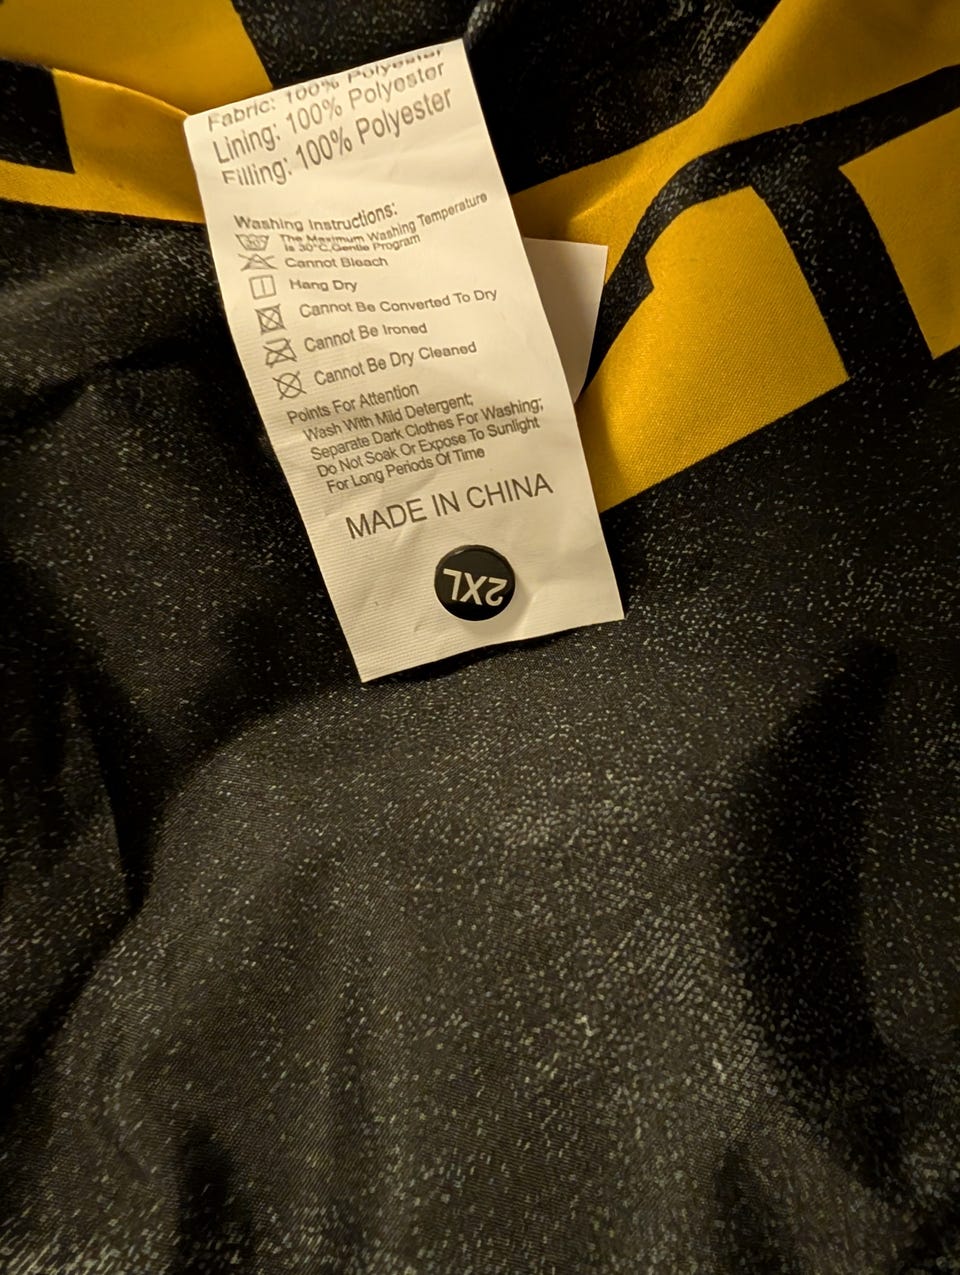 Fabric: 100% Polyester
Lining: 100% Polyester
Filling: 100% Polyester
Washing Instructions:
The Maximum Washing Temperature
is 30°C,Gentle Program
Cannot Bleach
Hang Dry
Cannot Be Converted To Dry
Cannot Be Ironed
Cannot Be Dry Cleaned
Points For Attention
Wash With Mild Detergent;
Separate Dark Clothes For Washing;
Do Not Soak Or Expose To Sunlight
For Long Periods Of Time
MADE IN CHINA
2XL